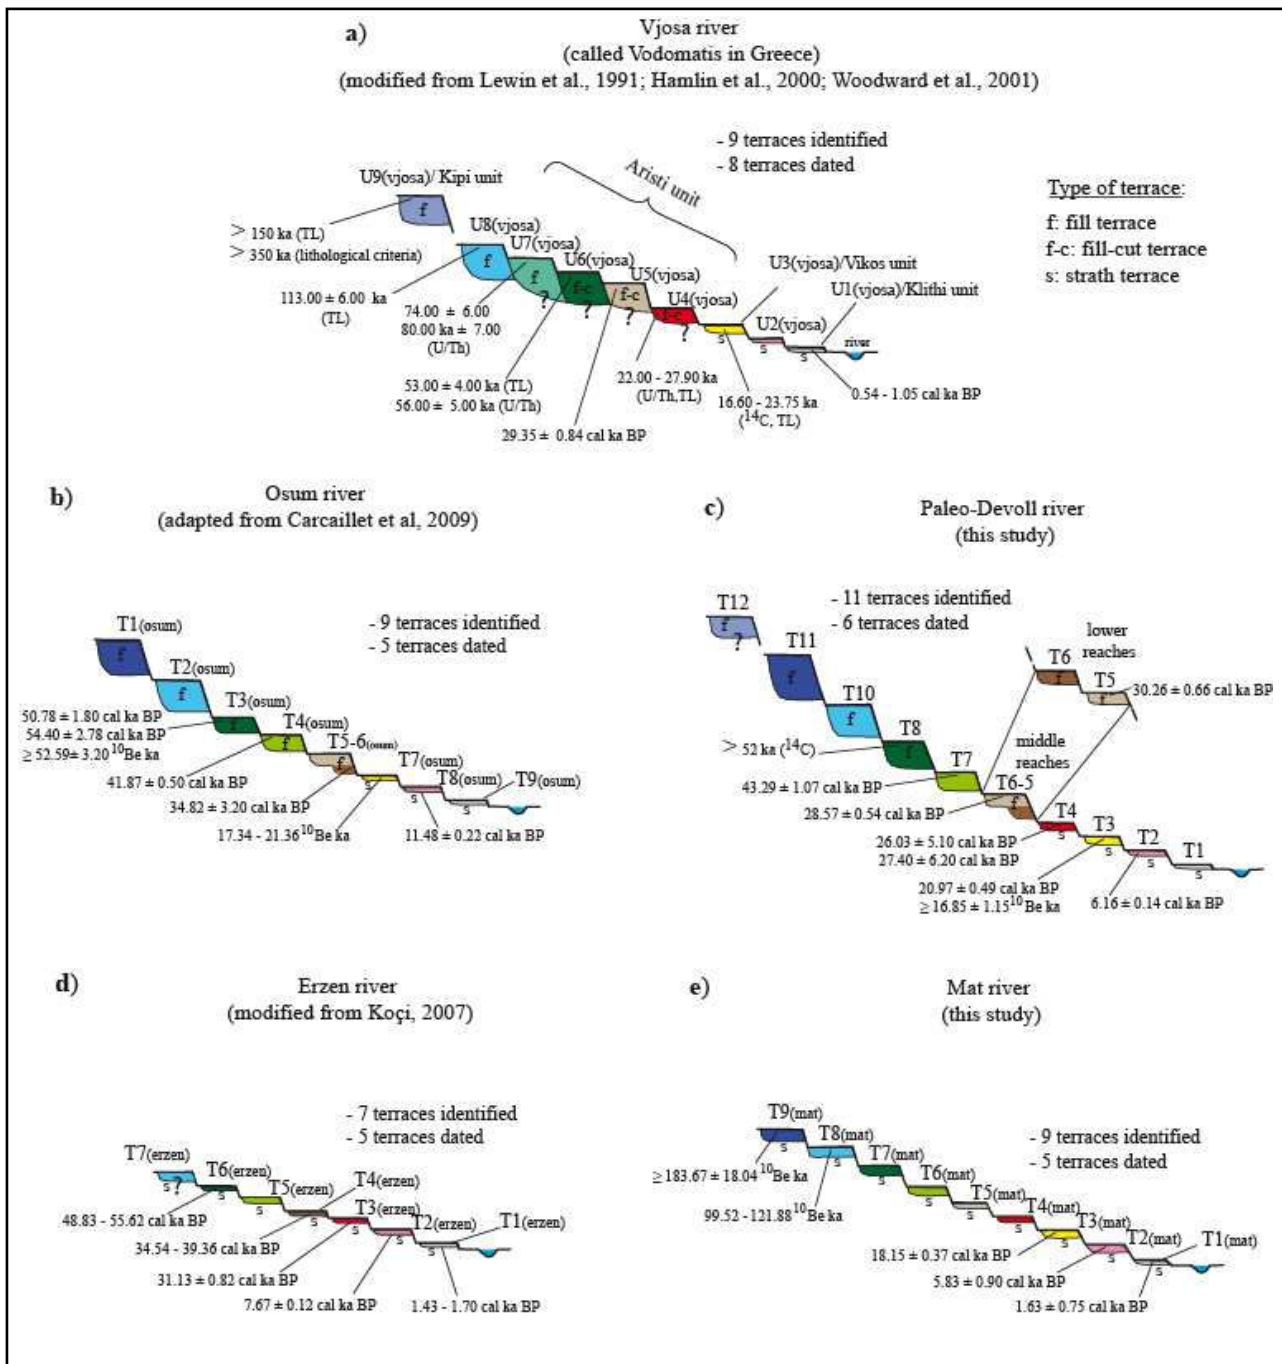 a)
Vjosa river
(called Vodomatis in Greece)
(modified from Lewin et al., 1991; Hamlin et al., 2000; Woodward et al., 2001)
- 9 terraces identified
- 8 terraces dated
Aristi unit
Type of terrace:
f: fill terrace
f-c: fill-cut terrace
s: strath terrace
U9(vjosa)/ Kipi unit
f
> 150 ka (TL)
> 350 ka (lithological criteria)
U8(vjosa)
f
U7(vjosa)
f
?
U6(vjosa)
f-c
?
U5(vjosa)
f-c
?
U4(vjosa)
f-c
?
U3(vjosa)/Vikos unit
s
U2(vjosa)
s
U1(vjosa)/Klithi unit
s
river
113.00 ± 6.00 ka
(TL)
74.00 ± 6.00
80.00 ka ± 7.00
(U/Th)
53.00 ± 4.00 ka (TL)
56.00 ± 5.00 ka (U/Th)
29.35 ± 0.84 cal ka BP
22.00 - 27.90 ka
(U/Th,TL)
16.60 - 23.75 ka
(14C, TL)
0.54 - 1.05 cal ka BP
b)
Osum river
(adapted from Carcaillet et al, 2009)
- 9 terraces identified
- 5 terraces dated
T1(osum)
f
T2(osum)
f
T3(osum)
f
T4(osum)
f
T5-6(osum)
f
T7(osum)
s
T8(osum)
s
T9(osum)
s
50.78 ± 1.80 cal ka BP
54.40 ± 2.78 cal ka BP
≥ 52.59± 3.20 10Be ka
41.87 ± 0.50 cal ka BP
34.82 ± 3.20 cal ka BP
17.34 - 21.36 10Be ka
11.48 ± 0.22 cal ka BP
c)
Paleo-Devoll river
(this study)
- 11 terraces identified
- 6 terraces dated
T12
f
?
T11
f
T10
f
T8
f
T7
T6-5
f
T4
s
T3
s
T2
s
T1
s
lower
reaches
T6
f
T5
f
30.26 ± 0.66 cal ka BP
middle
reaches
> 52 ka (14C)
43.29 ± 1.07 cal ka BP
28.57 ± 0.54 cal ka BP
26.03 ± 5.10 cal ka BP
27.40 ± 6.20 cal ka BP
20.97 ± 0.49 cal ka BP
≥ 16.85 ± 1.15 10Be ka
6.16 ± 0.14 cal ka BP
d)
Erzen river
(modified from Koçi, 2007)
- 7 terraces identified
- 5 terraces dated
T7(erzen)
s ?
T6(erzen)
s
T5(erzen)
s
T4(erzen)
s
T3(erzen)
s
T2(erzen)
s
T1(erzen)
s
48.83 - 55.62 cal ka BP
34.54 - 39.36 cal ka BP
31.13 ± 0.82 cal ka BP
7.67 ± 0.12 cal ka BP
1.43 - 1.70 cal ka BP
e)
Mat river
(this study)
- 9 terraces identified
- 5 terraces dated
T9(mat)
s
T8(mat)
s
T7(mat)
s
T6(mat)
s
T5(mat)
s
T4(mat)
s
T3(mat)
s
T2(mat)
s
T1(mat)
s
≥ 183.67 ± 18.04 10Be ka
99.52 -121.88 10Be ka
18.15 ± 0.37 cal ka BP
5.83 ± 0.90 cal ka BP
1.63 ± 0.75 cal ka BP